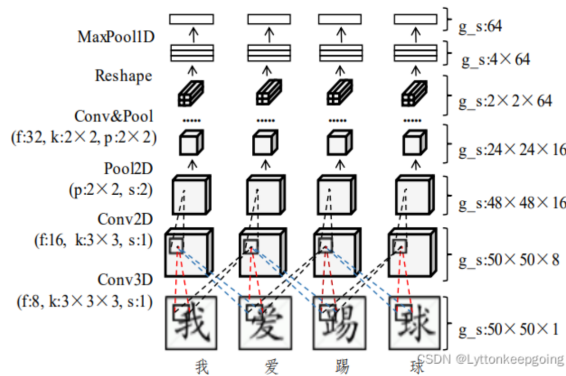 g_s:64
MaxPool1D
g_s:4×64
Reshape
g_s:2×2×64
Conv&Pool
(f:32, k:2×2, p:2×2)
...... ...... ...... ......
g_s:24×24×16
Pool2D
(p:2×2, s:2)
g_s:48×48×16
Conv2D
(f:16, k:3×3, s:1)
g_s:50×50×8
Conv3D
(f:8, k:3×3×3, s:1)
我 爱 踢 球
g_s:50×50×1
CSDN @Lyttonkeepgoing
我 爱 踢 球